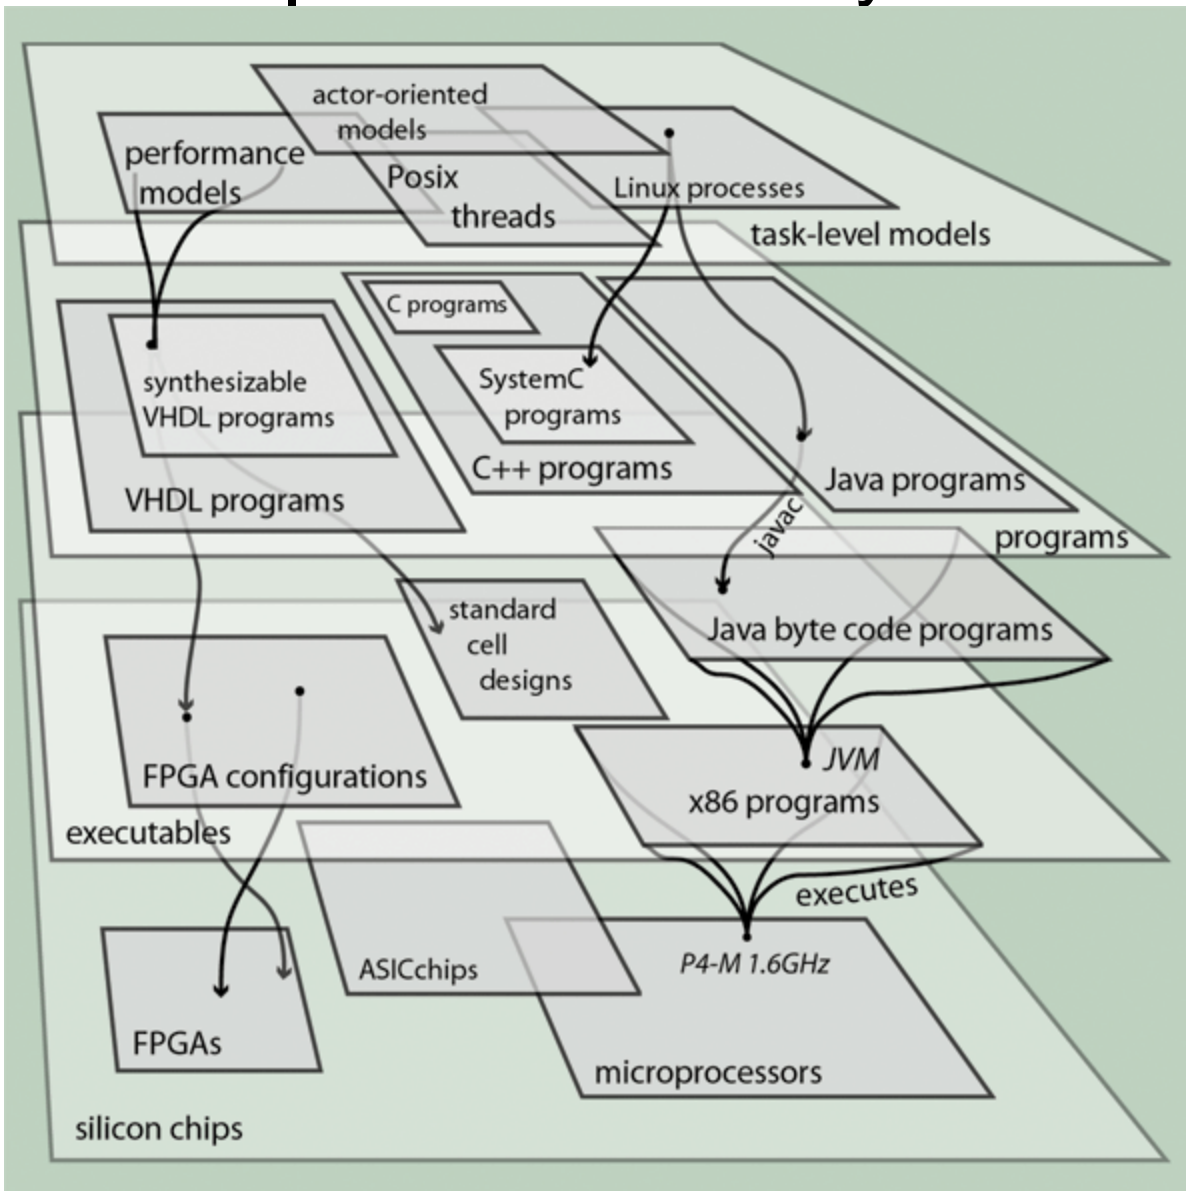 actor-oriented
models
performance
models
Posix
threads
Linux processes
task-level models
C programs
synthesizable
VHDL programs
SystemC
programs
C++ programs
Java programs
VHDL programs
javac
programs
standard
cell
designs
Java byte code programs
FPGA configurations
JVM
x86 programs
executables
executes
ASICchips
P4-M 1.6GHz
FPGAs
microprocessors
silicon chips